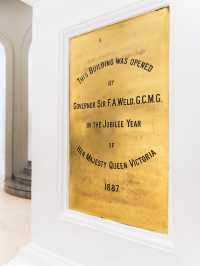 THIS BUILDING WAS OPENED
BY
GOVERNOR SIR F.A.WELD.G.C.M.G.
IN THE JUBILEE YEAR
OF
HER MAJESTY QUEEN VICTORIA
1887